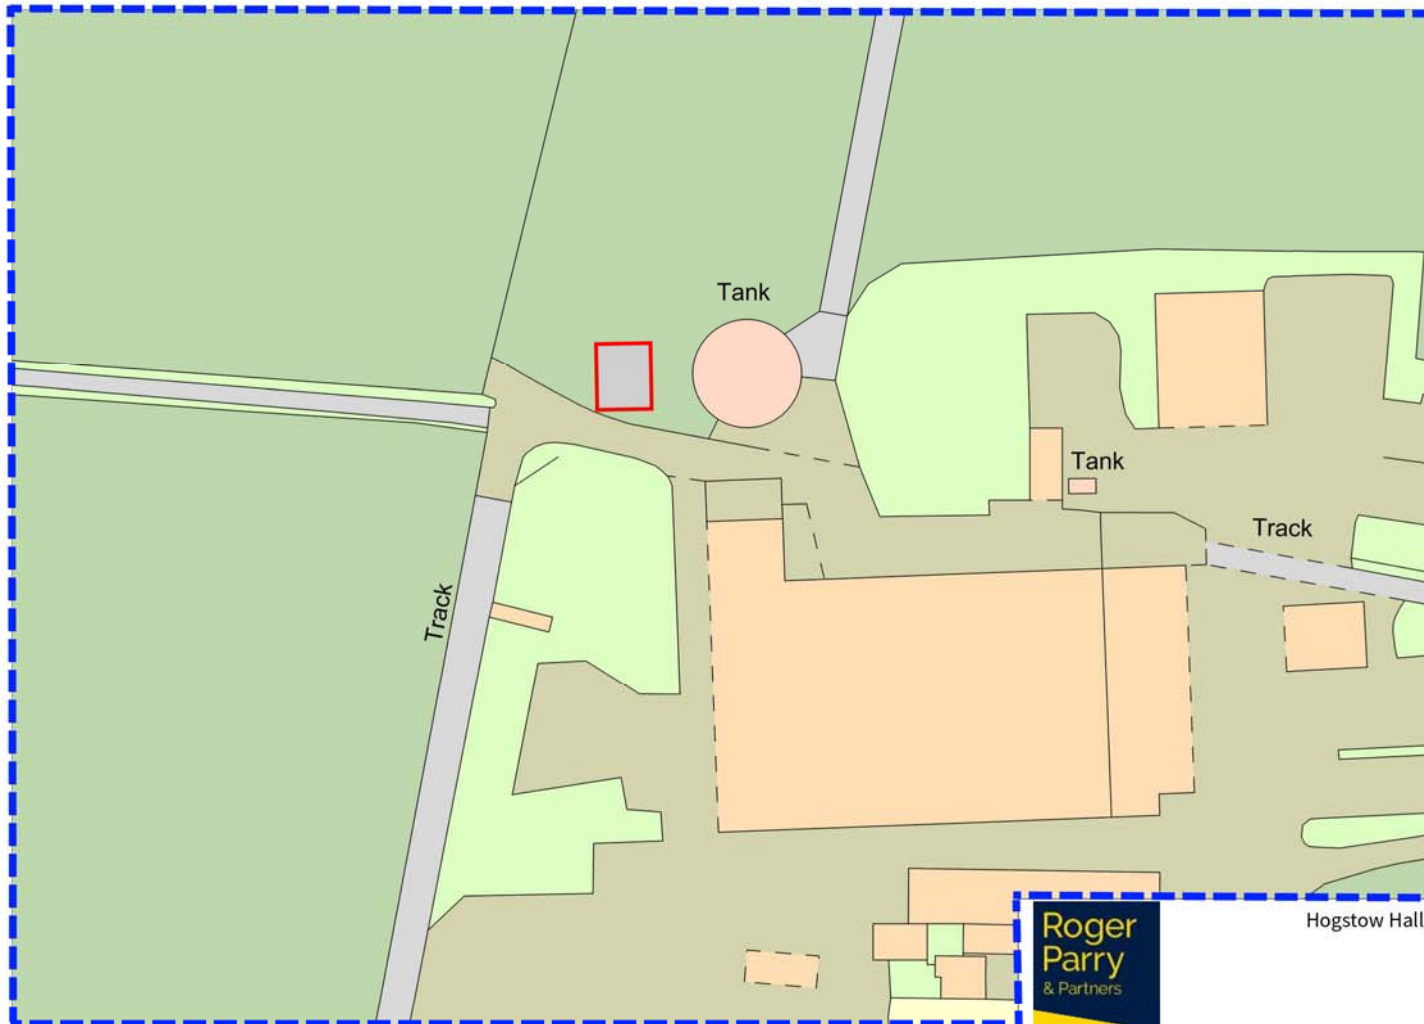 Tank
Tank
Track
Track
Hogstow Hall
Roger
Parry
& Partners